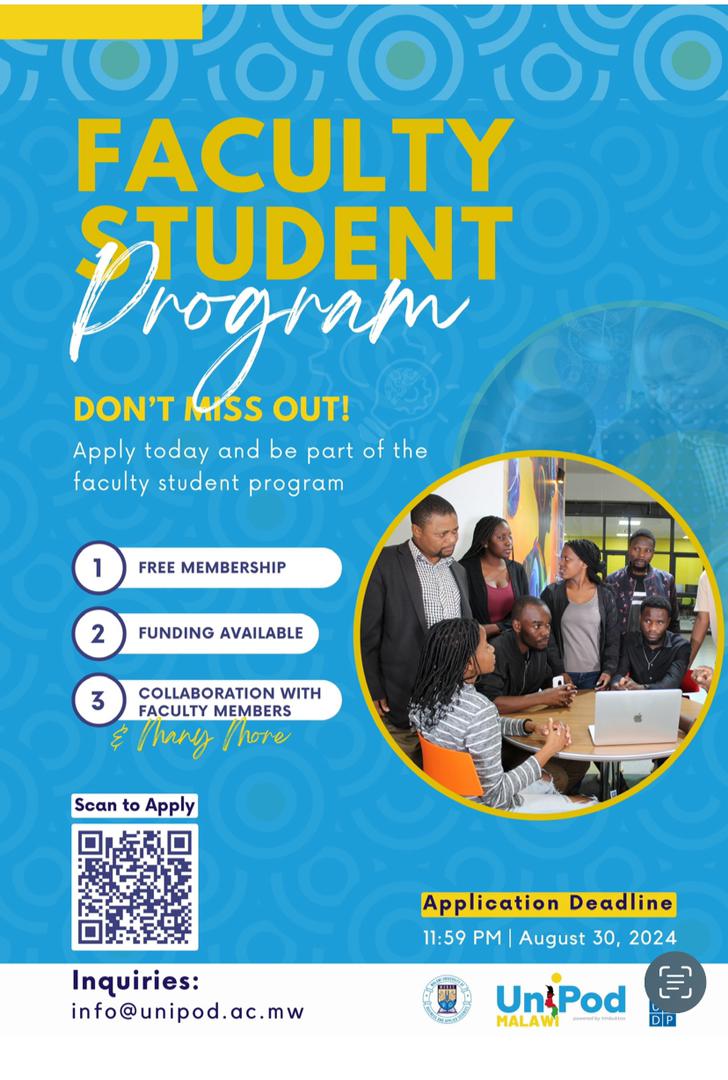 FACULTY
STUDENT
Program
DON'T MISS OUT!
Apply today and be part of the
faculty student program
1 FREE MEMBERSHIP
2 FUNDING AVAILABLE
3 COLLABORATION WITH
FACULTY MEMBERS
& Many More
Scan to Apply
Application Deadline
11:59 PM | August 30, 2024
Inquiries:
info@unipod.ac.mw
UniPod
MALAWI
D P